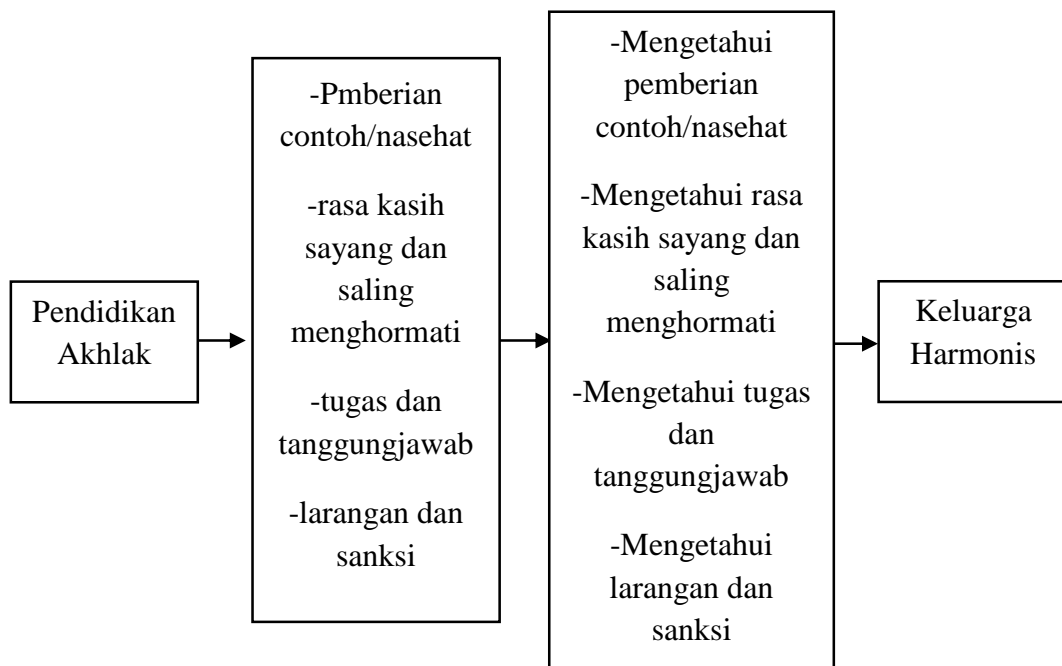 Pendidikan
Akhlak
-Pmberian
contoh/nasehat
-rasa kasih
sayang dan
saling
menghormati
-tugas dan
tanggungjawab
-larangan dan
sanksi
-Mengetahui
pemberian
contoh/nasehat
-Mengetahui rasa
kasih sayang dan
saling
menghormati
-Mengetahui tugas
dan
tanggungjawab
-Mengetahui
larangan dan
sanksi
Keluarga
Harmonis